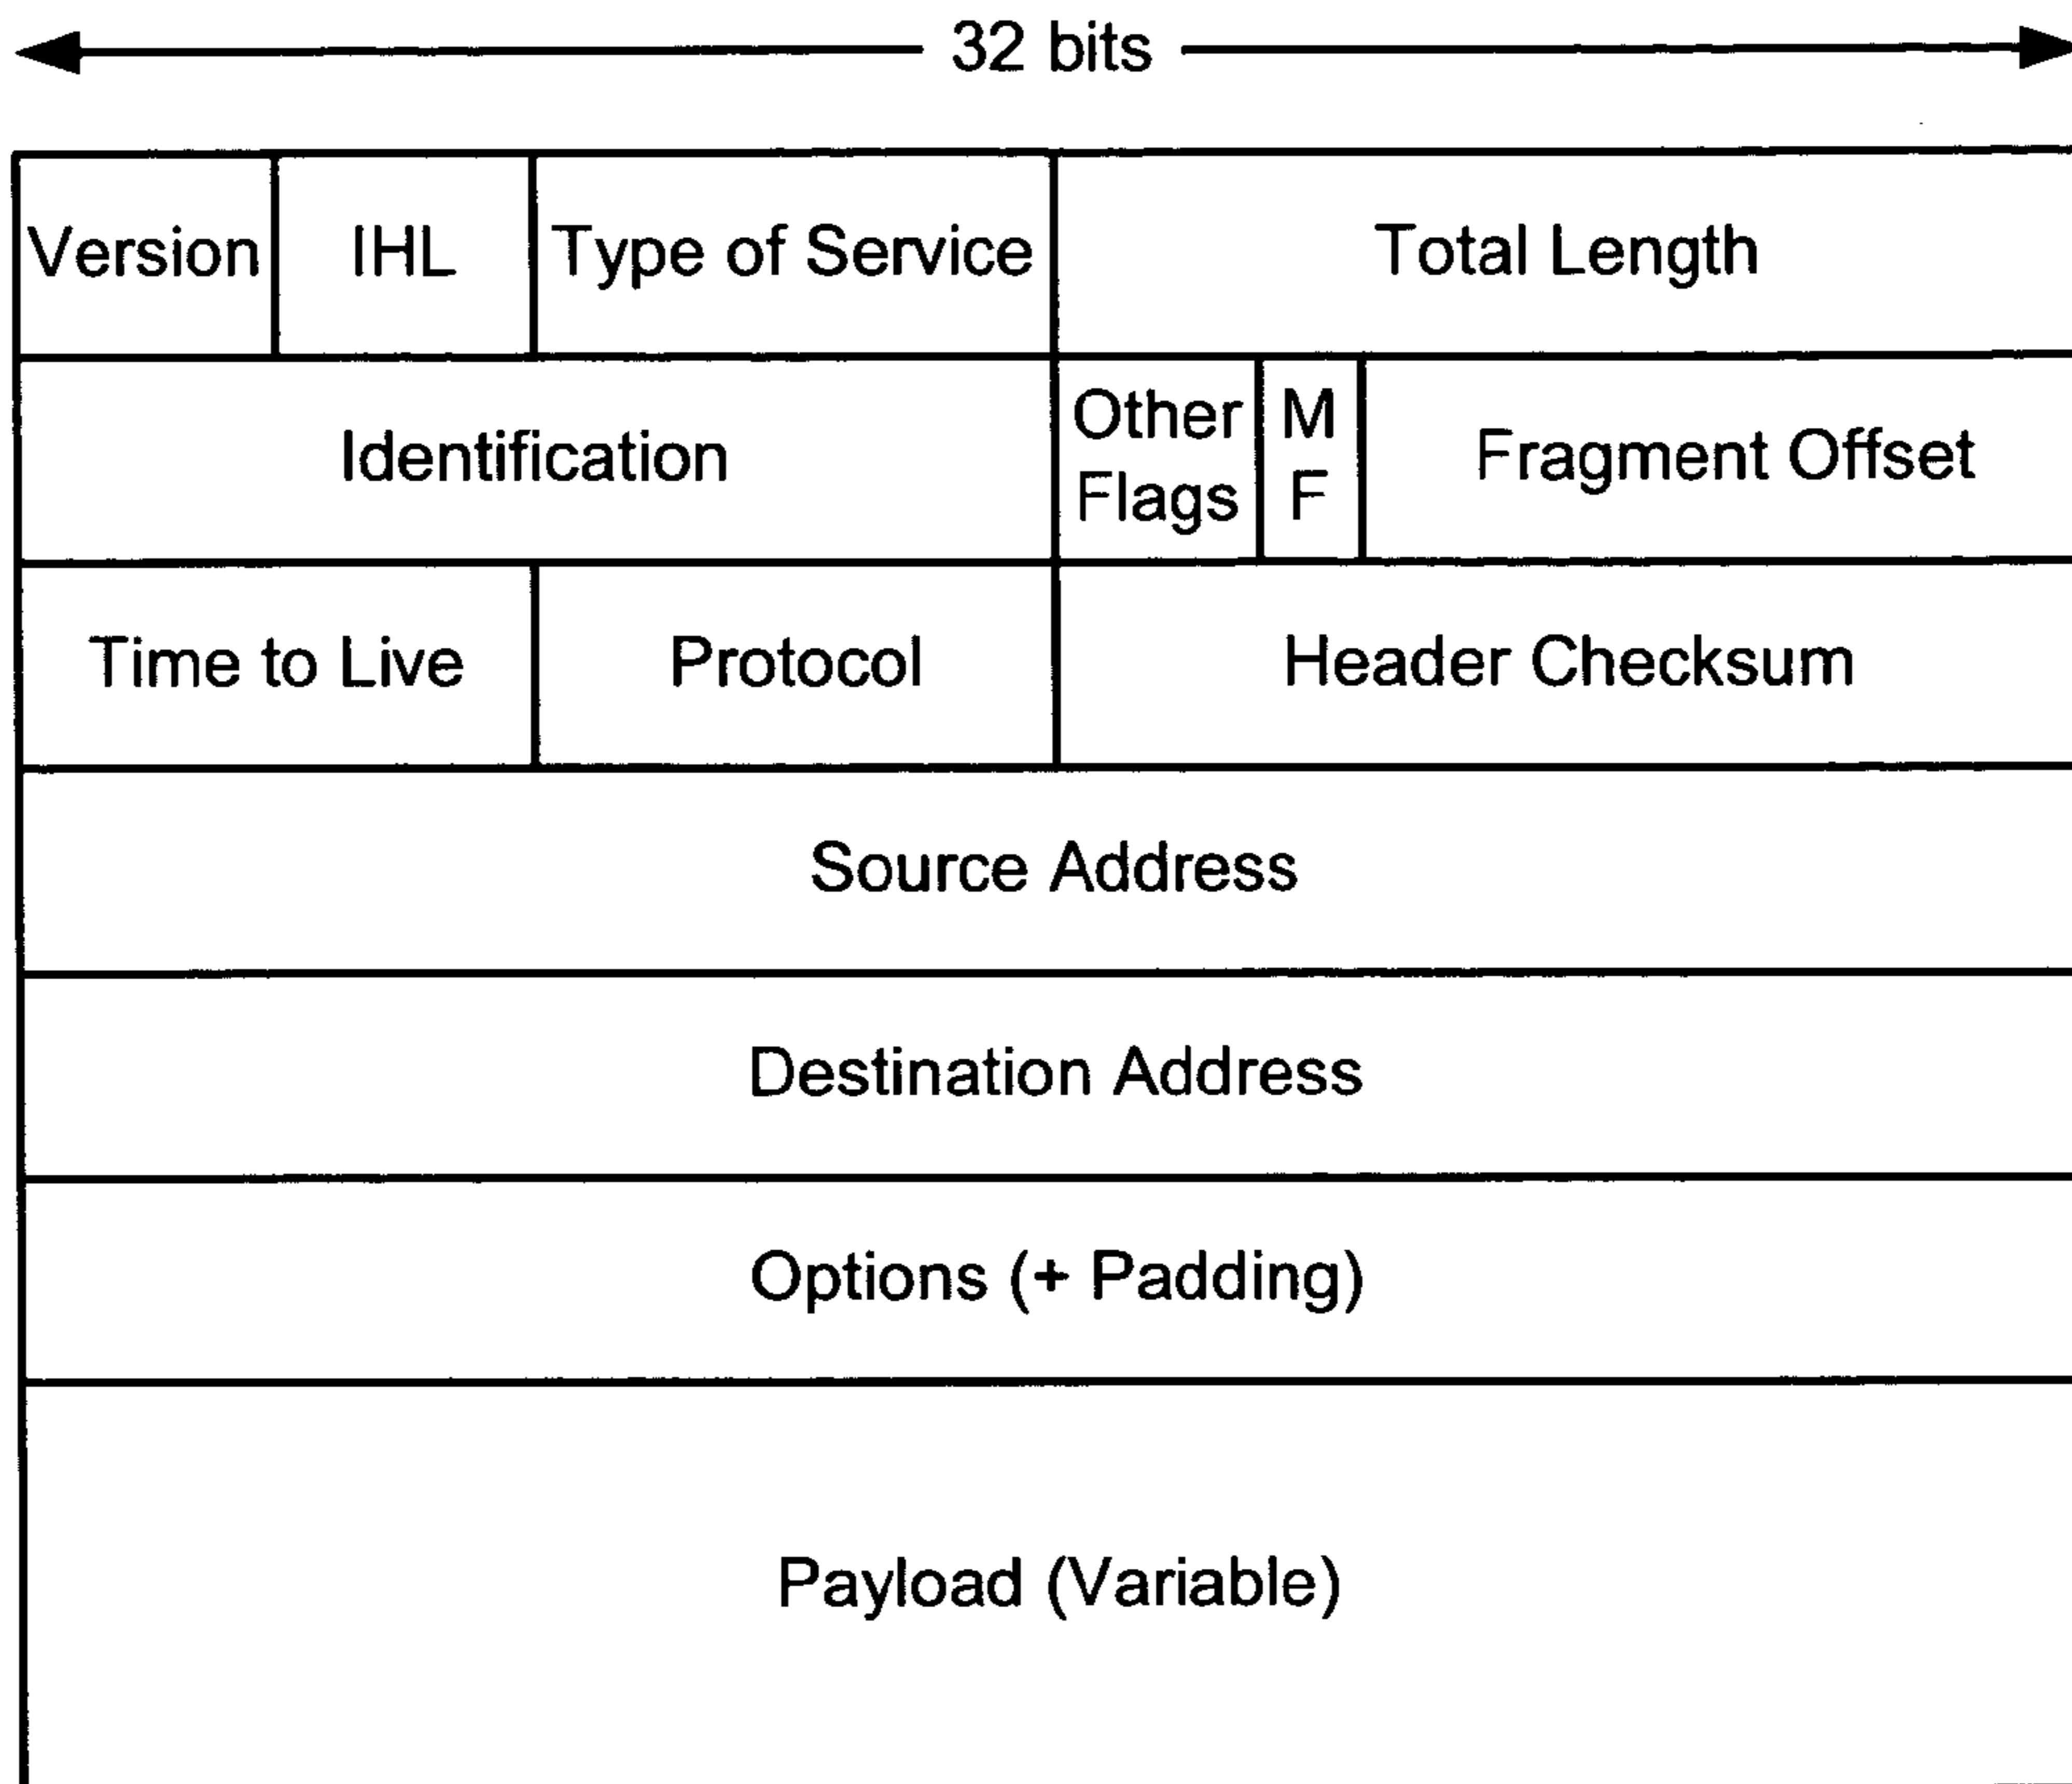 32 bits
Version IHL Type of Service Total Length
Identification Other Flags M F Fragment Offset
Time to Live Protocol Header Checksum
Source Address
Destination Address
Options (+ Padding)
Payload (Variable)